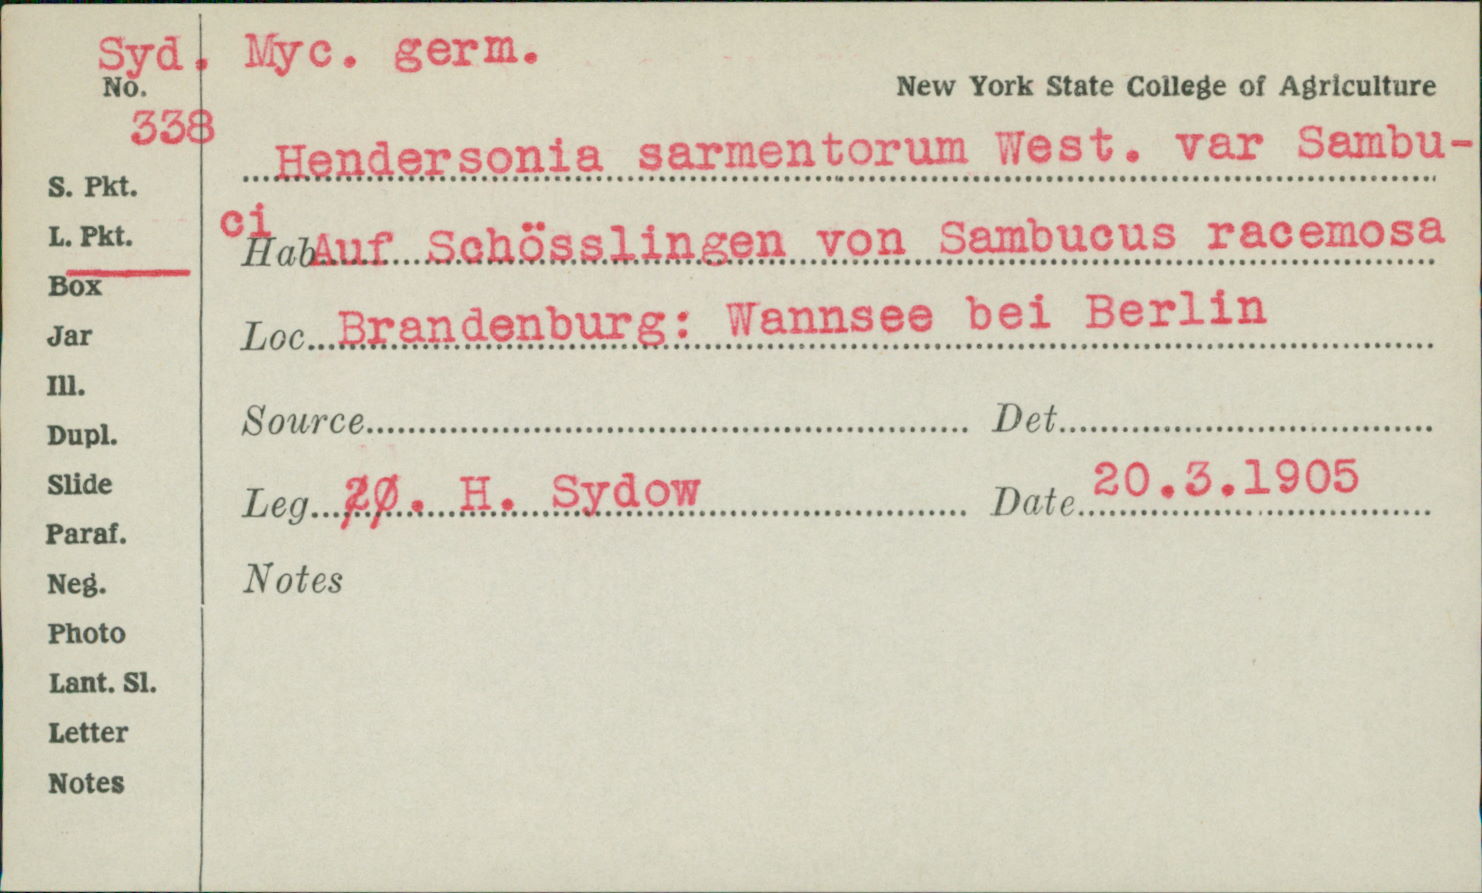 Syd. Myc. germ.
No.
New York State College of Agriculture
338
Hendersonia sarmentorum West. var Sambu-
S. Pkt.
ci
L. Pkt.
Hab. Auf Schösslingen von Sambucus racemosa
Box
Loc. Brandenburg: Wannsee bei Berlin
Jar
Ill.
Source
Det.
Dupl.
Slide
Leg. H. Sydow
Date 20.3.1905
Paraf.
Neg.
Notes
Photo
Lant. Sl.
Letter
Notes